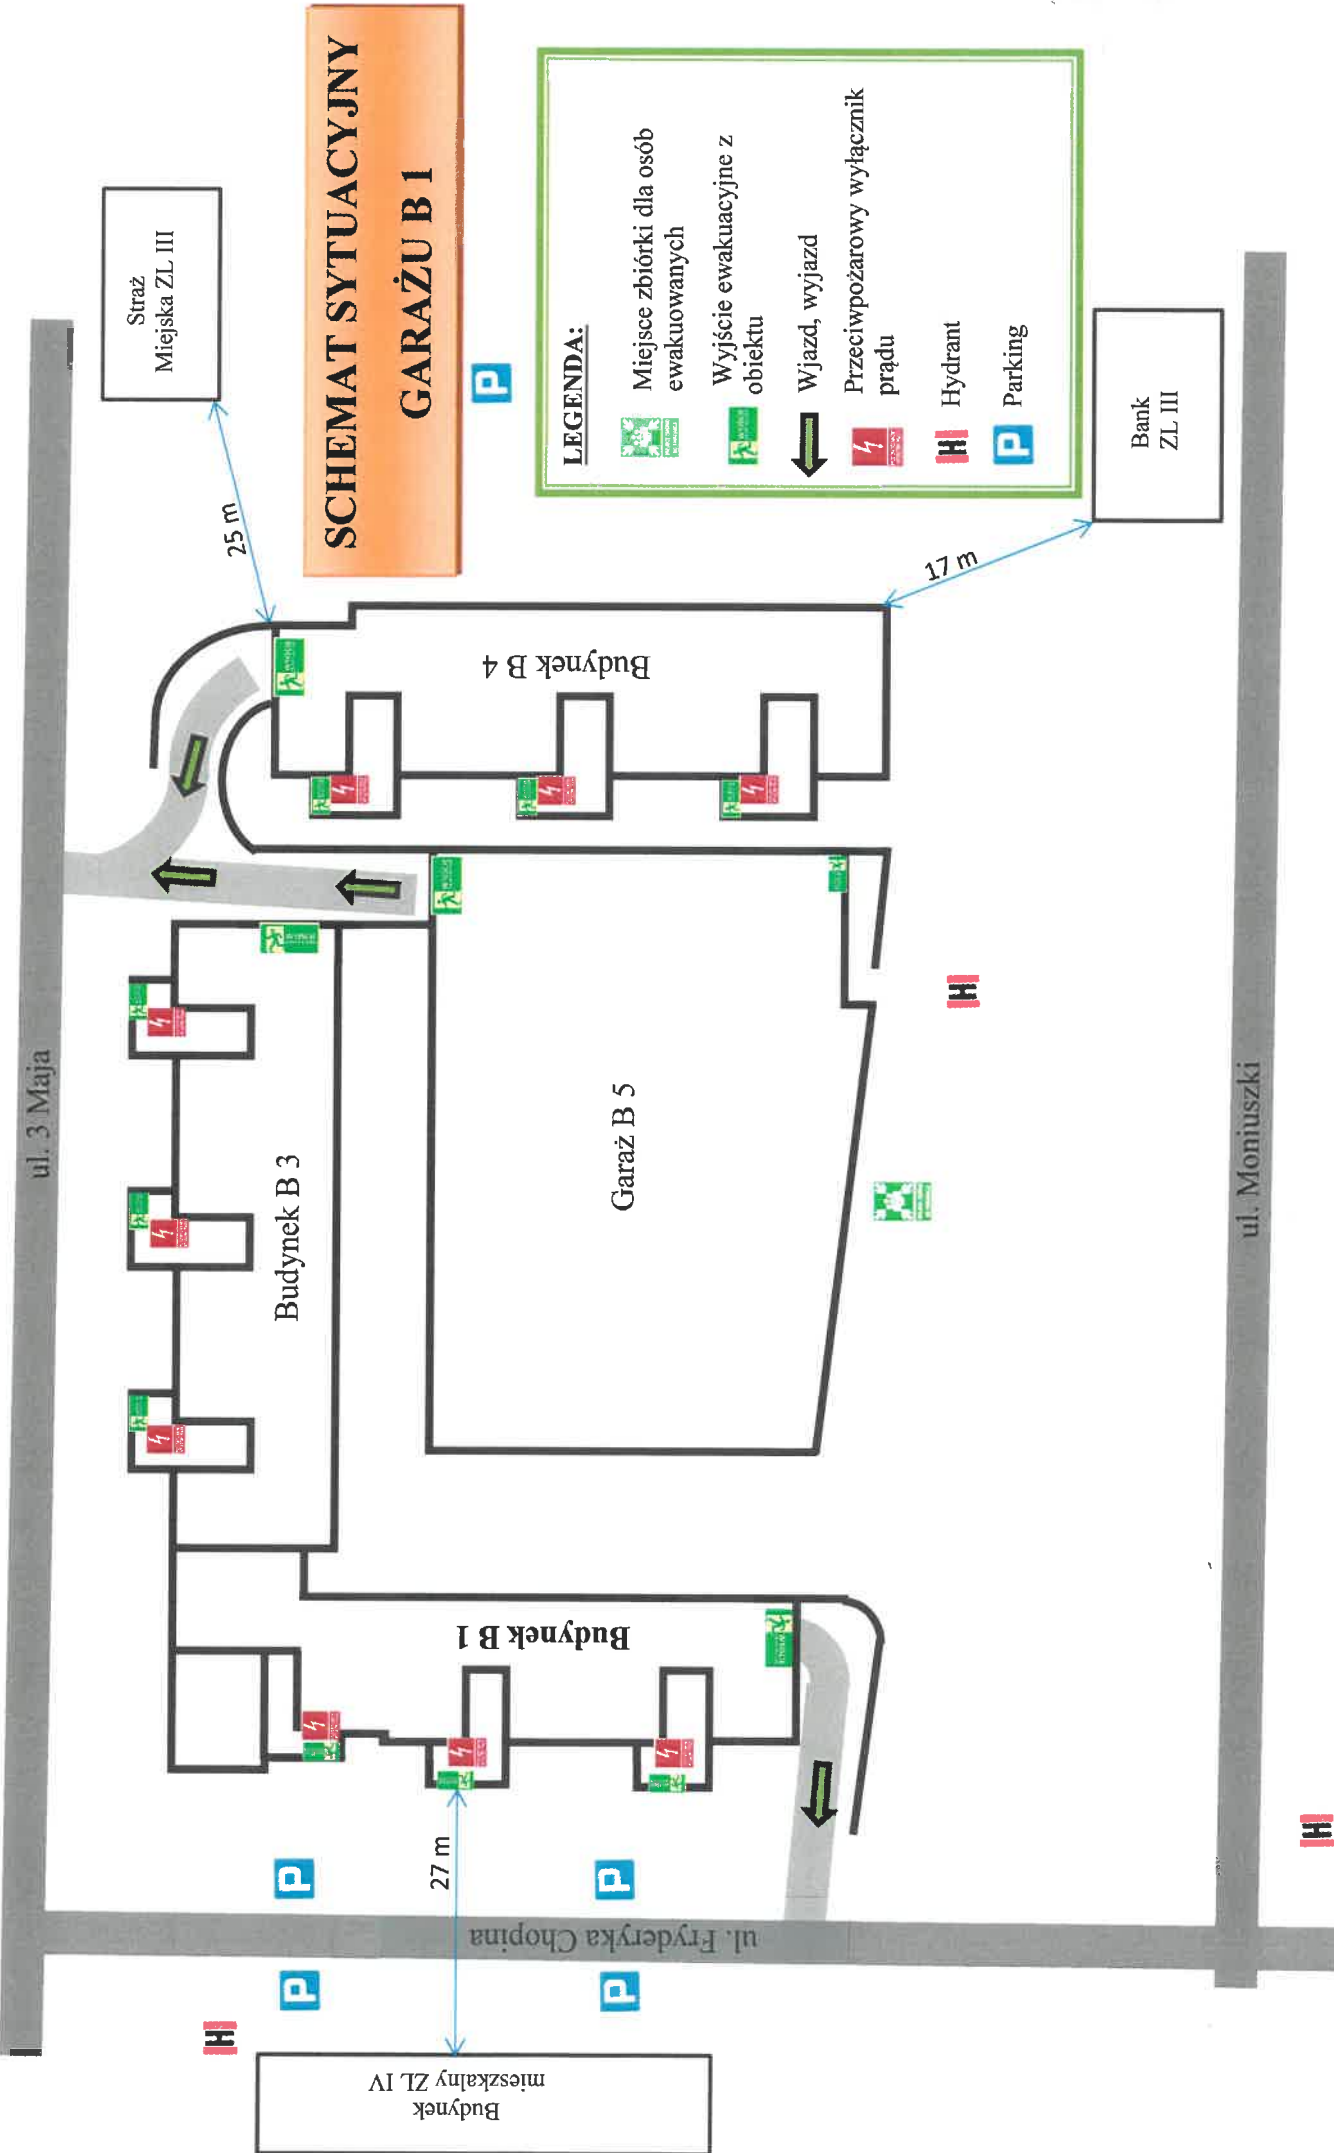 SCHEMAT SYTUACYJNY
GARAŻU B 1
ul. 3 Maja
Straż
Miejska ZL III
25 m
P
LEGENDA:
Miejsce zbiórki dla osób
ewakuowanych
Wyjście ewakuacyjne z
obiektu
Wjazd, wyjazd
Przeciwpożarowy wyłącznik
prądu
H
Hydrant
P
Parking
Budynek B 4
17 m
Bank
ZL III
Budynek B 3
Garaż B 5
H
Budynek B 1
27 m
P
P
P
P
ul. Fryderyka Chopina
ul. Moniuszki
H
H
Budynek
mieszkalny ZL IV